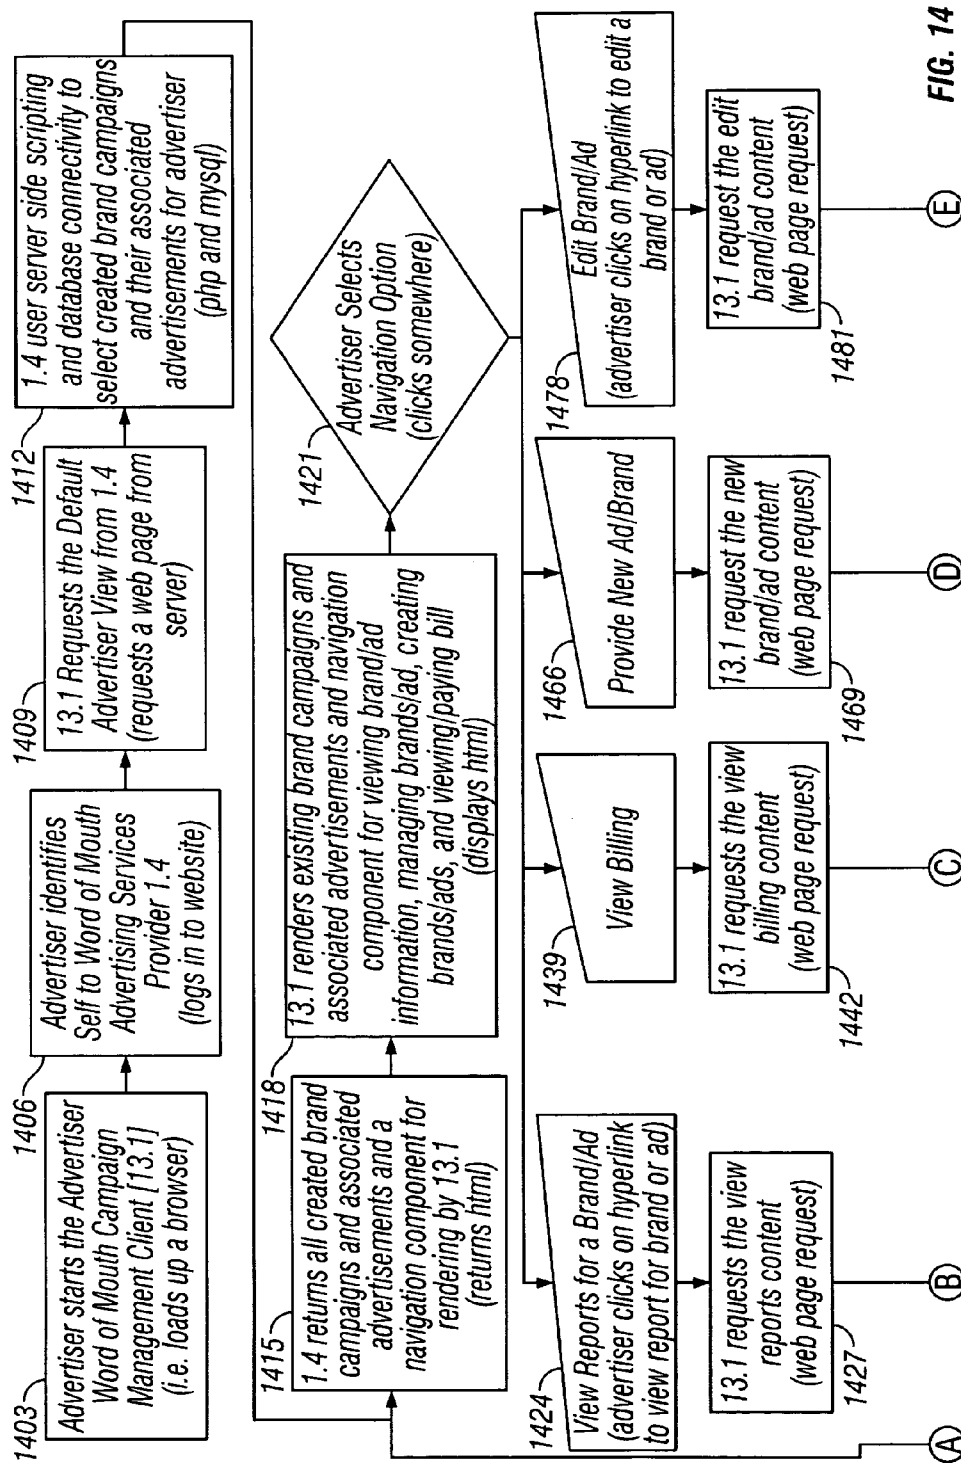 1403
Advertiser starts the Advertiser
Word of Mouth Campaign
Management Client [13.1]
(i.e. loads up a browser)
1406
Advertiser identifies
Self to Word of Mouth
Advertising Services
Provider 1.4
(logs in to website)
1409
13.1 Requests the Default
Advertiser View from 1.4
(requests a web page from
server)
1412
1.4 user server side scripting
and database connectivity to
select created brand campaigns
and their associated
advertisements for advertiser
(php and mysql)
1415
1.4 returns all created brand
campaigns and associated
advertisements and a
navigation component for
rendering by 13.1
(returns html)
1418
13.1 renders existing brand campaigns and
associated advertisements and navigation
component for viewing brand/ad
information, managing brands/ad, creating
brands/ads, and viewing/paying bill
(displays html)
1421
Advertiser Selects
Navigation Option
(clicks somewhere)
1424
View Reports for a Brand/Ad
(advertiser clicks on hyperlink
to view report for brand or ad)
1439
View Billing
1466
Provide New Ad/Brand
1478
Edit Brand/Ad
(advertiser clicks on hyperlink to edit a
brand or ad)
1427
13.1 requests the view
reports content
(web page request)
1442
13.1 requests the view
billing content
(web page request)
1469
13.1 request the new
brand/ad content
(web page request)
1481
13.1 request the edit
brand/ad content
(web page request)
A
B
C
D
E
FIG. 14